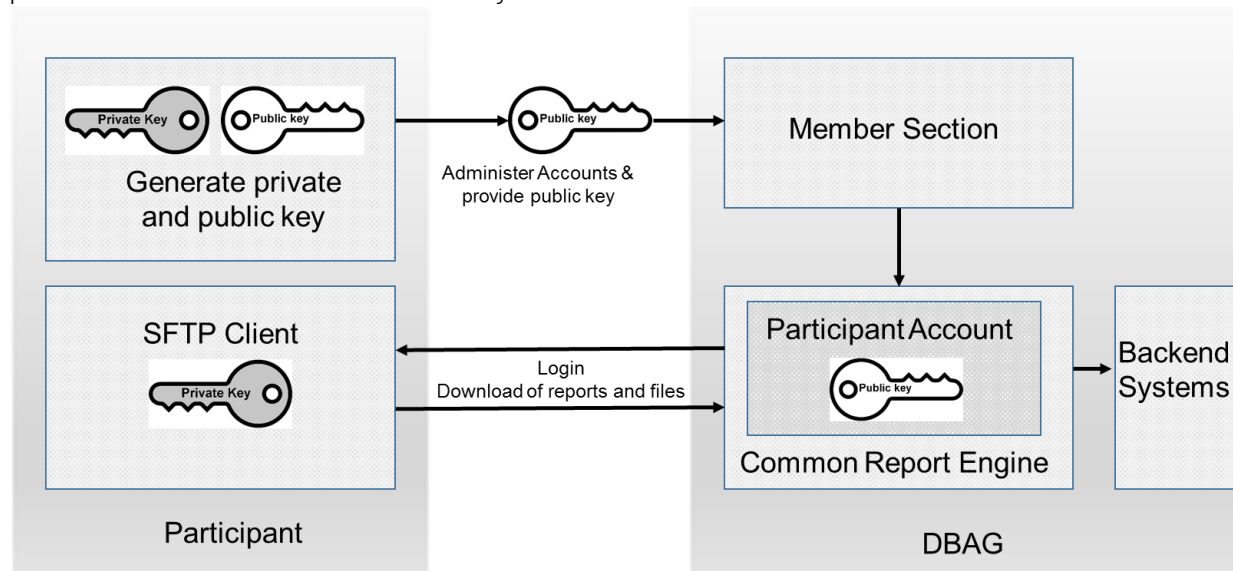 Private Key
Public key
Generate private
and public key
Public key
Administer Accounts &
provide public key
Member Section
SFTP Client
Private Key
Login
Download of reports and files
Participant Account
Public key
Common Report Engine
Backend
Systems
Participant
DBAG